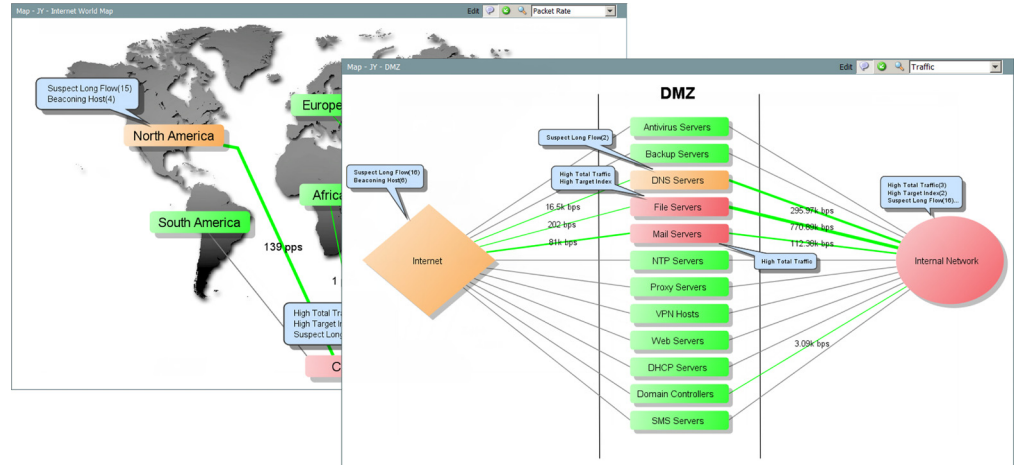 Map - JY - Internet World Map
Edit
Packet Rate
Suspect Long Flow(15)
Beaconing Host(4)
North America
Europe
Africa
South America
139 pps
1
High Total Tra
High Target In
Suspect Long
C
Map - JY - DMZ
Edit
Traffic
DMZ
Antivirus Servers
Backup Servers
DNS Servers
File Servers
Mail Servers
NTP Servers
Proxy Servers
VPN Hosts
Web Servers
DHCP Servers
Domain Controllers
SMS Servers
Suspect Long Flow(2)
High Total Traffic
High Target Index
High Total Traffic
Suspect Long Flow(16)
Beaconing Host(6)
Internet
16.5k bps
202 bps
81k bps
295.97k bps
770.89k bps
112.38k bps
3.09k bps
High Total Traffic(3)
High Target Index(2)
Suspect Long Flow(16)...
Internal Network